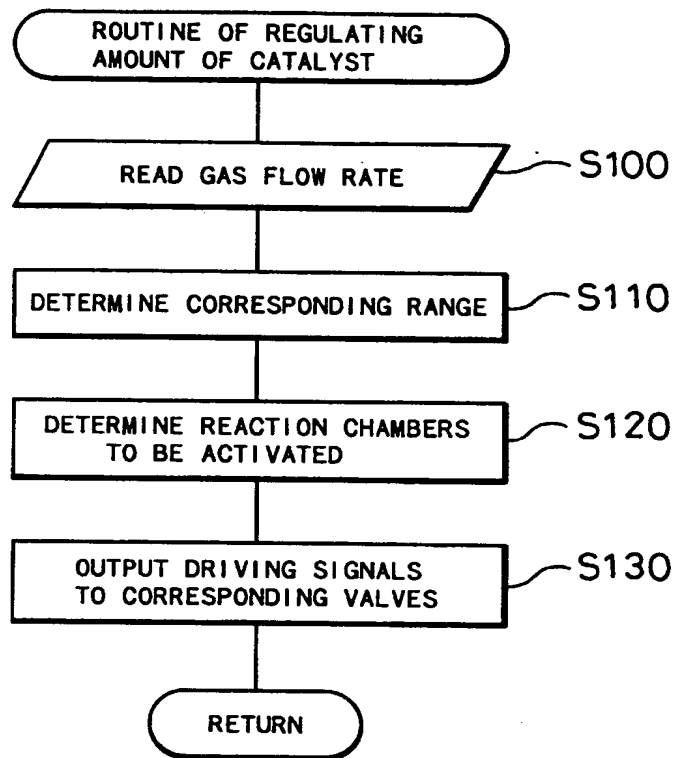 ROUTINE OF REGULATING
AMOUNT OF CATALYST
READ GAS FLOW RATE
S100
DETERMINE CORRESPONDING RANGE
S110
DETERMINE REACTION CHAMBERS
TO BE ACTIVATED
S120
OUTPUT DRIVING SIGNALS
TO CORRESPONDING VALVES
S130
RETURN